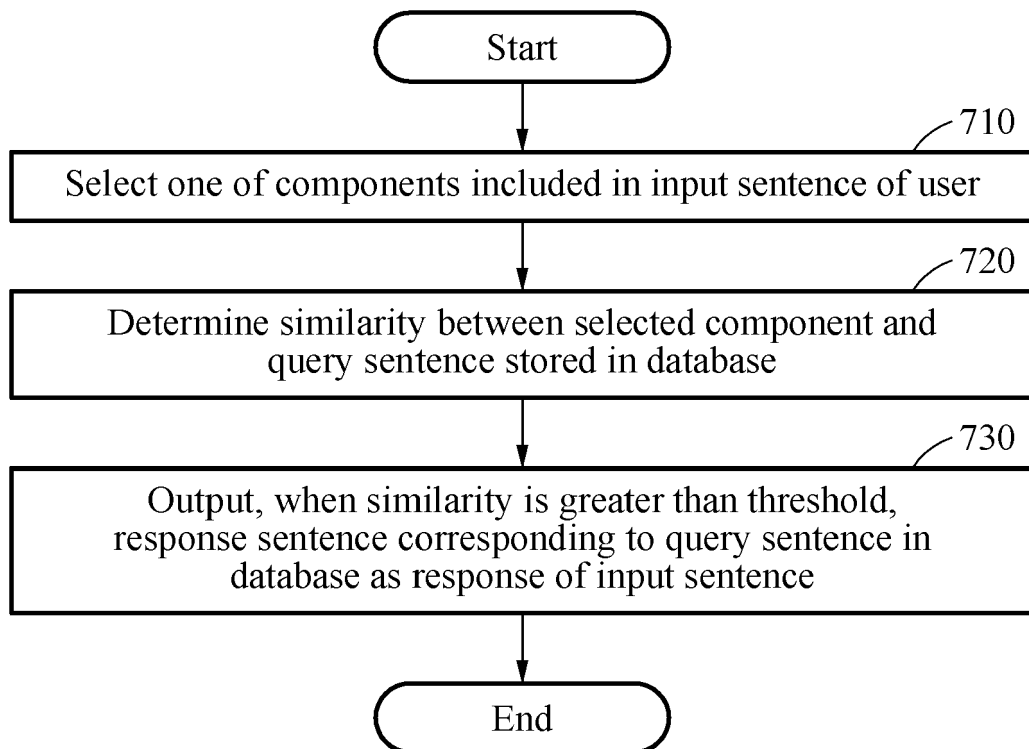 Start
710
Select one of components included in input sentence of user
720
Determine similarity between selected component and
query sentence stored in database
730
Output, when similarity is greater than threshold,
response sentence corresponding to query sentence in
database as response of input sentence
End